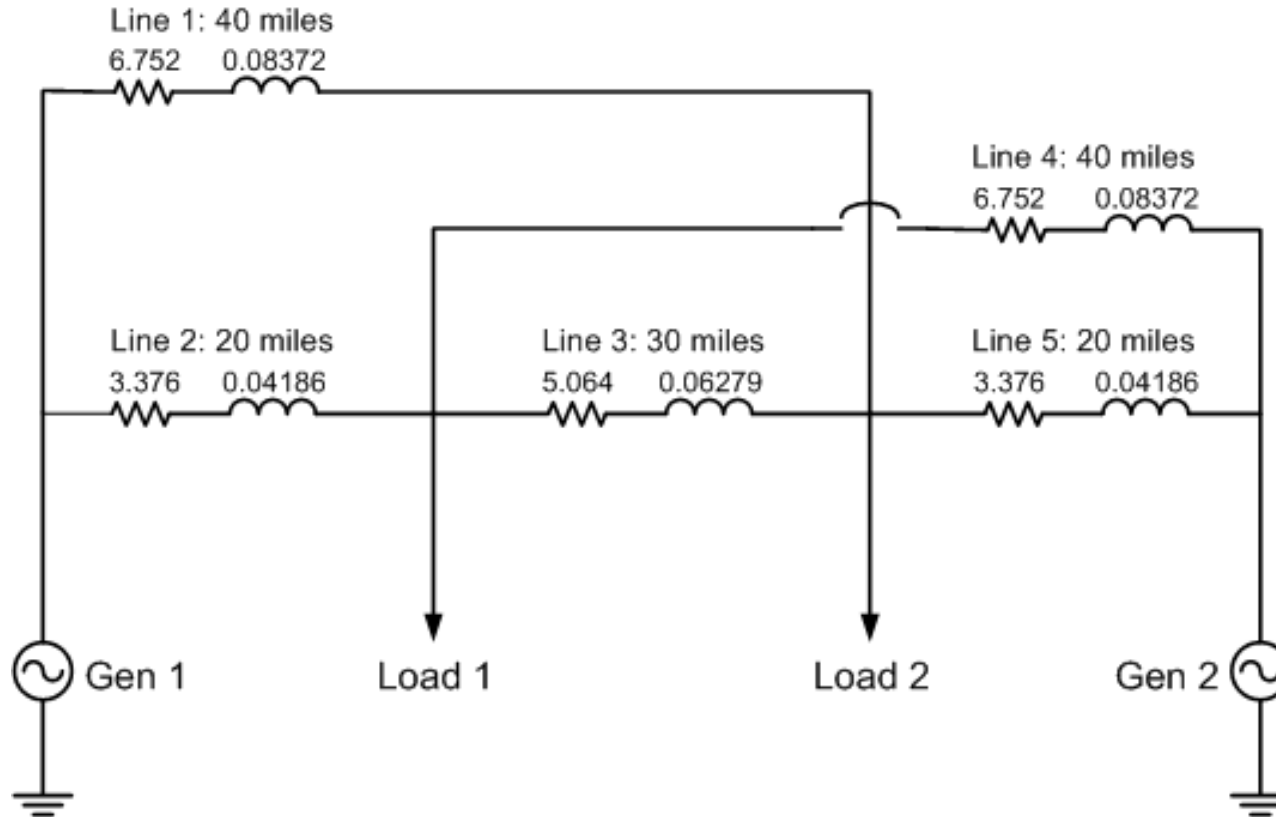 Line 1: 40 miles
6.752 0.08372
Line 4: 40 miles
6.752 0.08372
Line 2: 20 miles
3.376 0.04186
Line 3: 30 miles
5.064 0.06279
Line 5: 20 miles
3.376 0.04186
Gen 1
Load 1
Load 2
Gen 2